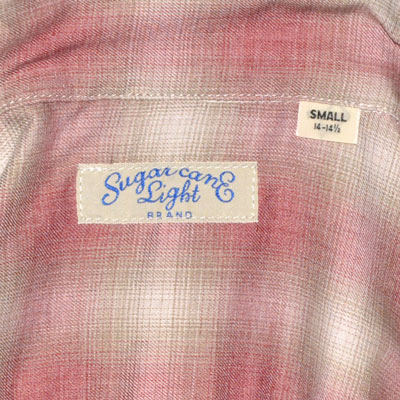 SMALL
14-14½
Sugar canE
Light
BRAND